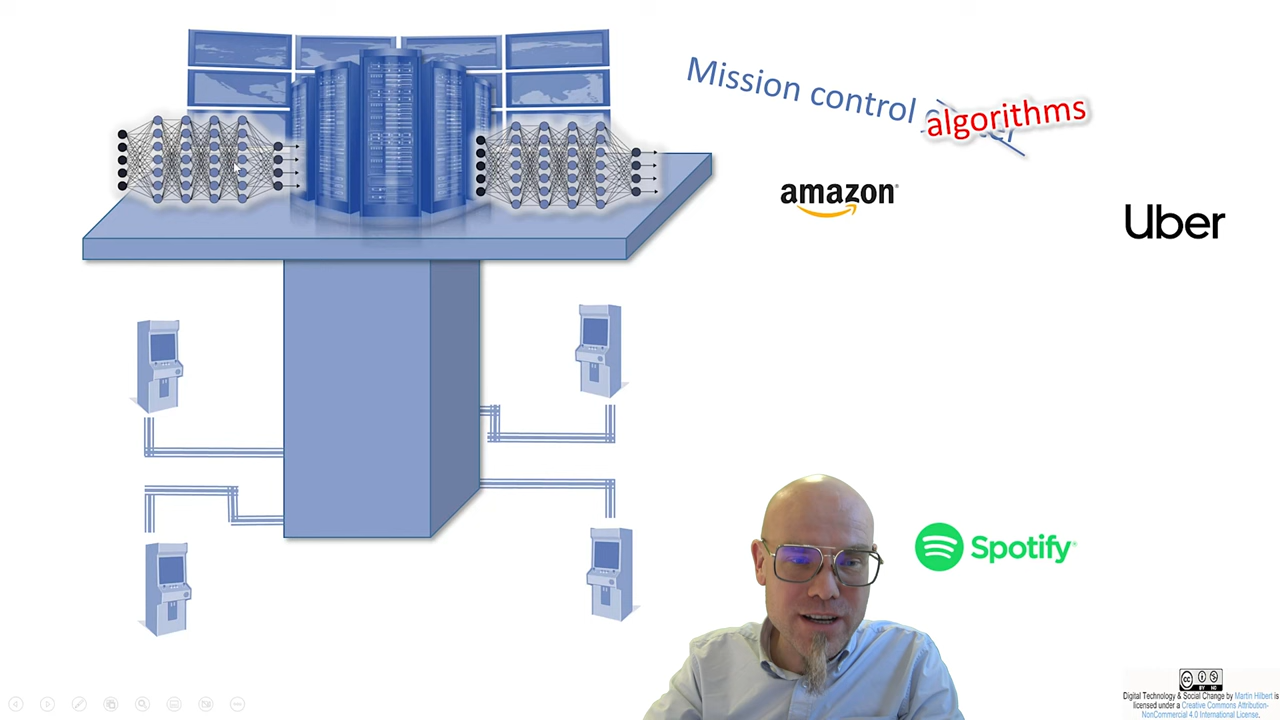 Mission control
algorithms
amazon
Uber
Spotify
Digital Technology & Social Change by Martin Hilbert is
licensed under a Creative Commons Attribution-
NonCommercial 4.0 International License.